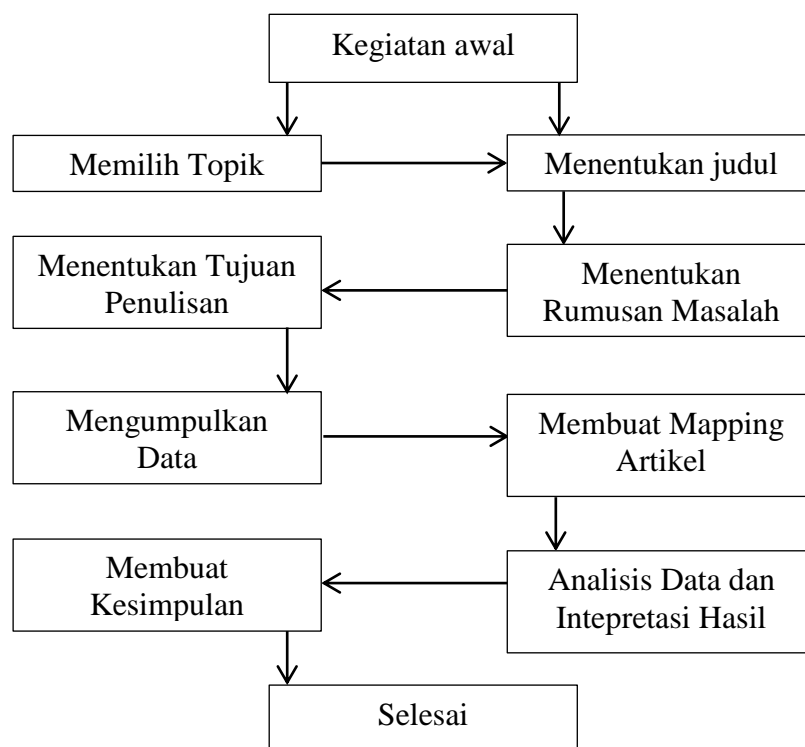 Kegiatan awal
Memilih Topik
Menentukan judul
Menentukan
Rumusan Masalah
Menentukan Tujuan
Penulisan
Mengumpulkan
Data
Membuat Mapping
Artikel
Analisis Data dan
Intepretasi Hasil
Membuat
Kesimpulan
Selesai